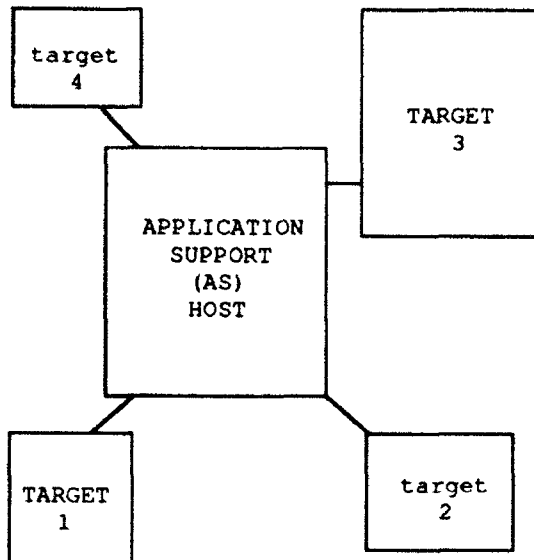 target
4
TARGET
3
APPLICATION
SUPPORT
(AS)
HOST
TARGET
1
target
2